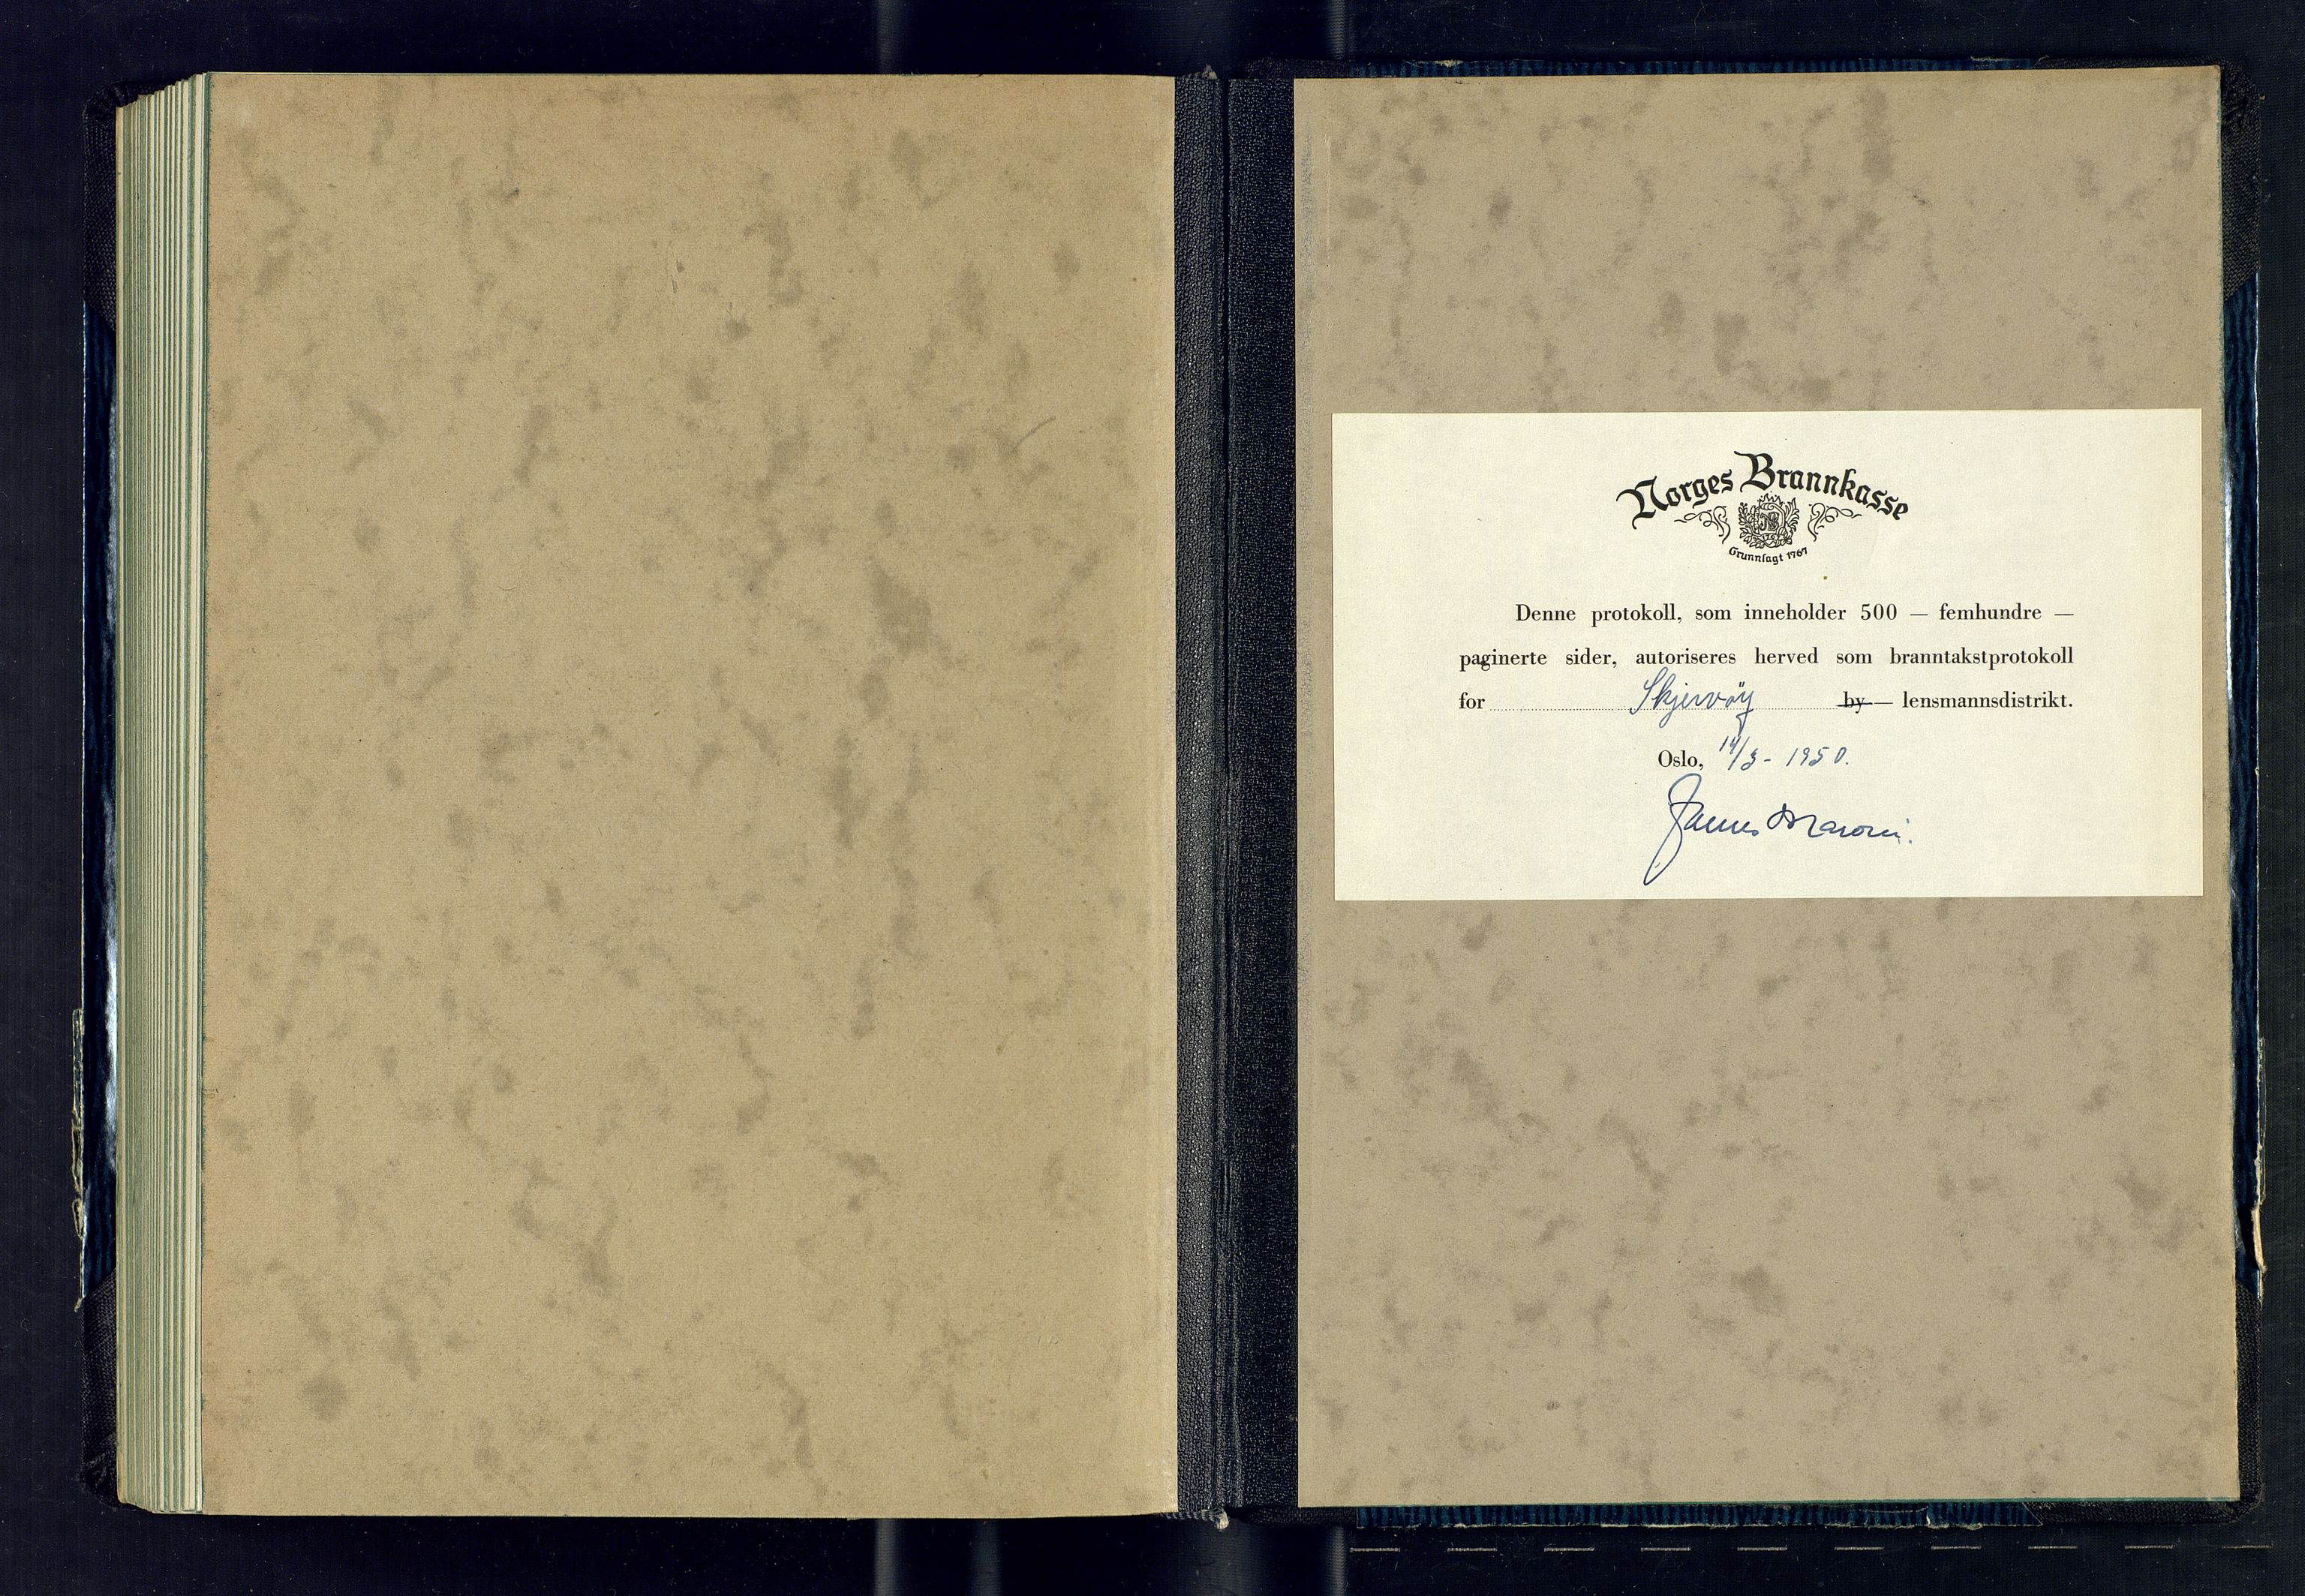 Norges Brannkasse
Grunnlagt 1767
Denne protokoll, som inneholder 500 — femhundre —
paginerte sider, autoriseres herved som branntakstprotokoll
for Skjervöy by — lensmannsdistrikt.
Oslo, 14/3 - 1950.